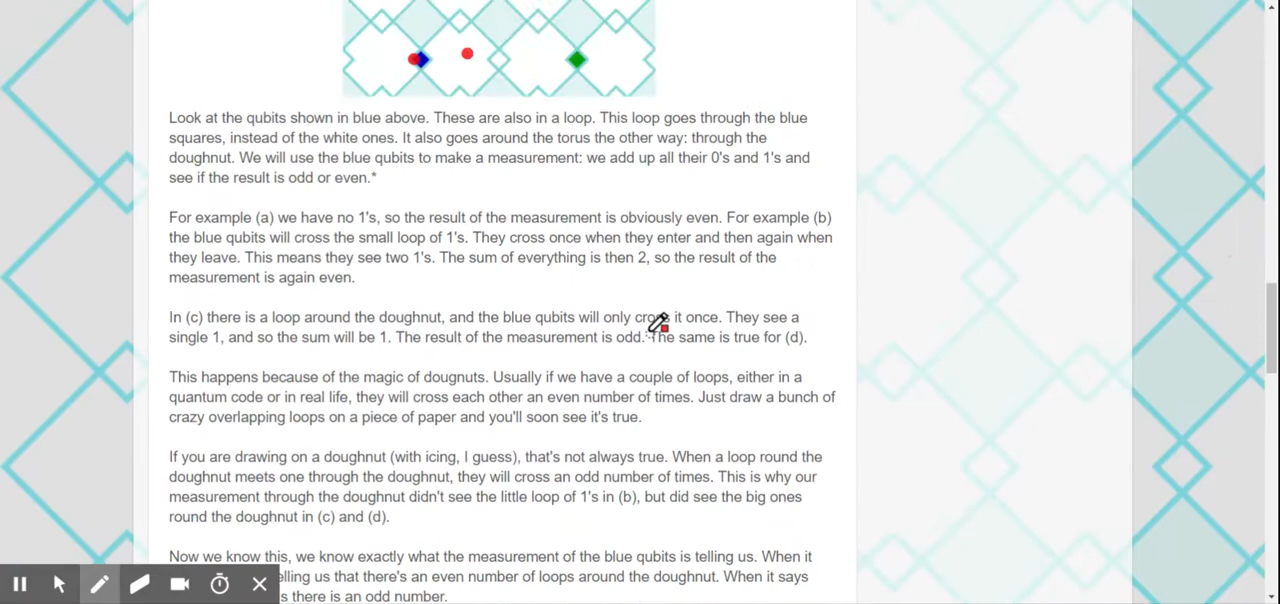 Look at the qubits shown in blue above. These are also in a loop. This loop goes through the blue
squares, instead of the white ones. It also goes around the torus the other way: through the
doughnut. We will use the blue qubits to make a measurement: we add up all their 0's and 1's and
see if the result is odd or even.*
For example (a) we have no 1's, so the result of the measurement is obviously even. For example (b)
the blue qubits will cross the small loop of 1's. They cross once when they enter and then again when
they leave. This means they see two 1's. The sum of everything is then 2, so the result of the
measurement is again even.
In (c) there is a loop around the doughnut, and the blue qubits will only cross it once. They see a
single 1, and so the sum will be 1. The result of the measurement is odd. The same is true for (d).
This happens because of the magic of dougnuts. Usually if we have a couple of loops, either in a
quantum code or in real life, they will cross each other an even number of times. Just draw a bunch of
crazy overlapping loops on a piece of paper and you'll soon see it's true.
If you are drawing on a doughnut (with icing, I guess), that's not always true. When a loop round the
doughnut meets one through the doughnut, they will cross an odd number of times. This is why our
measurement through the doughnut didn't see the little loop of 1's in (b), but did see the big ones
round the doughnut in (c) and (d).
Now we know this, we know exactly what the measurement of the blue qubits is telling us. When it
elling us that there's an even number of loops around the doughnut. When it says
s there is an odd number.